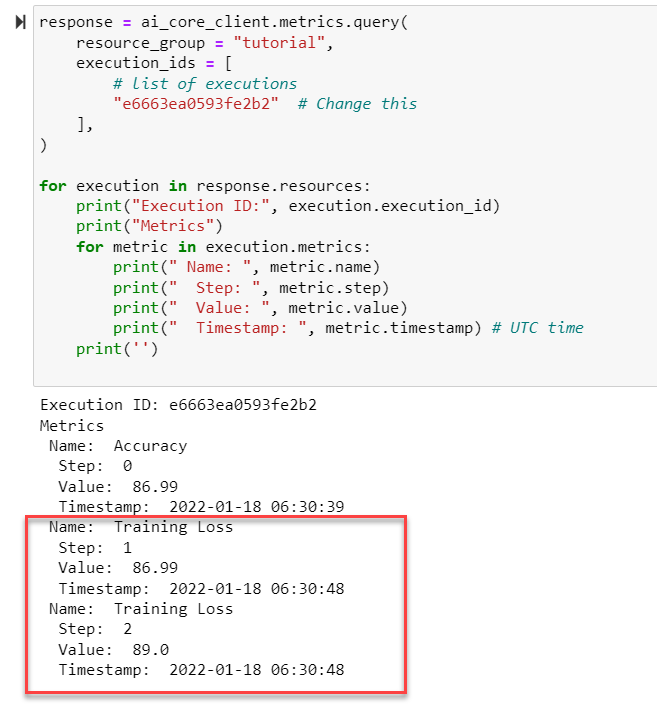 response = ai_core_client.metrics.query(
    resource_group = "tutorial",
    execution_ids = [
        # list of executions
        "e6663ea0593fe2b2"  # Change this
    ],
)

for execution in response.resources:
    print("Execution ID:", execution.execution_id)
    print("Metrics")
    for metric in execution.metrics:
        print(" Name: ", metric.name)
        print("  Step: ", metric.step)
        print("  Value: ", metric.value)
        print("  Timestamp: ", metric.timestamp) # UTC time
    print('')

Execution ID: e6663ea0593fe2b2
Metrics
 Name:  Accuracy
  Step:  0
  Value:  86.99
  Timestamp:  2022-01-18 06:30:39
 Name:  Training Loss
  Step:  1
  Value:  86.99
  Timestamp:  2022-01-18 06:30:48
 Name:  Training Loss
  Step:  2
  Value:  89.0
  Timestamp:  2022-01-18 06:30:48